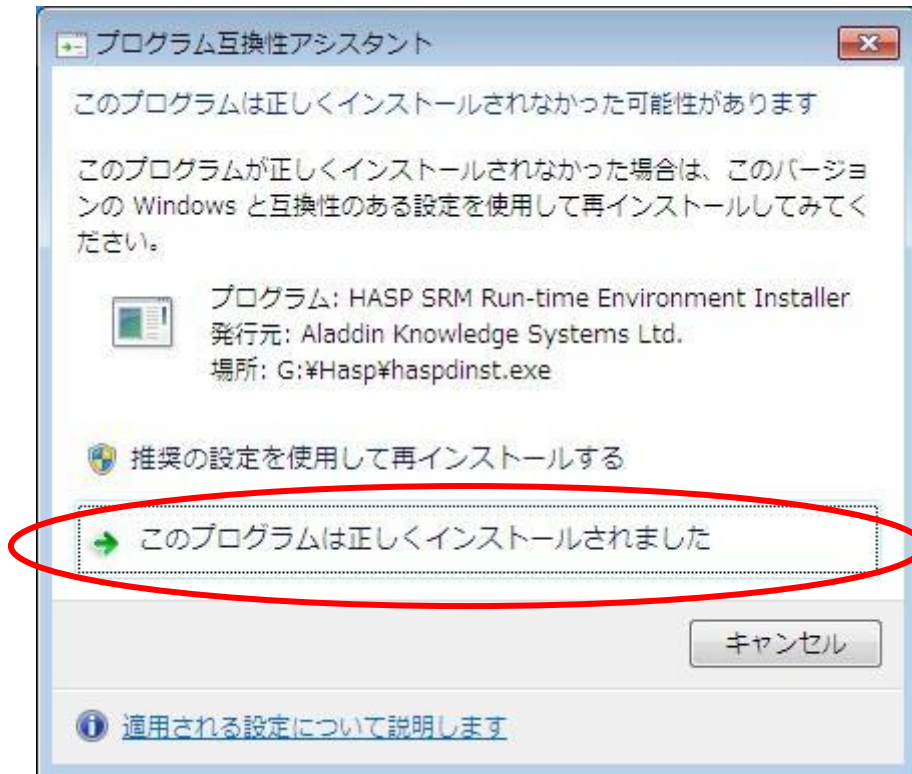 プログラム互換性アシスタント
このプログラムは正しくインストールされなかった可能性があります
このプログラムが正しくインストールされなかった場合は、このバージョ
ンの Windows と互換性のある設定を使用して再インストールしてみてく
ださい。
プログラム: HASP SRM Run-time Environment Installer
発行元: Aladdin Knowledge Systems Ltd.
場所: G:¥Hasp¥haspdinst.exe
推奨の設定を使用して再インストールする
このプログラムは正しくインストールされました
キャンセル
適用される設定について説明します